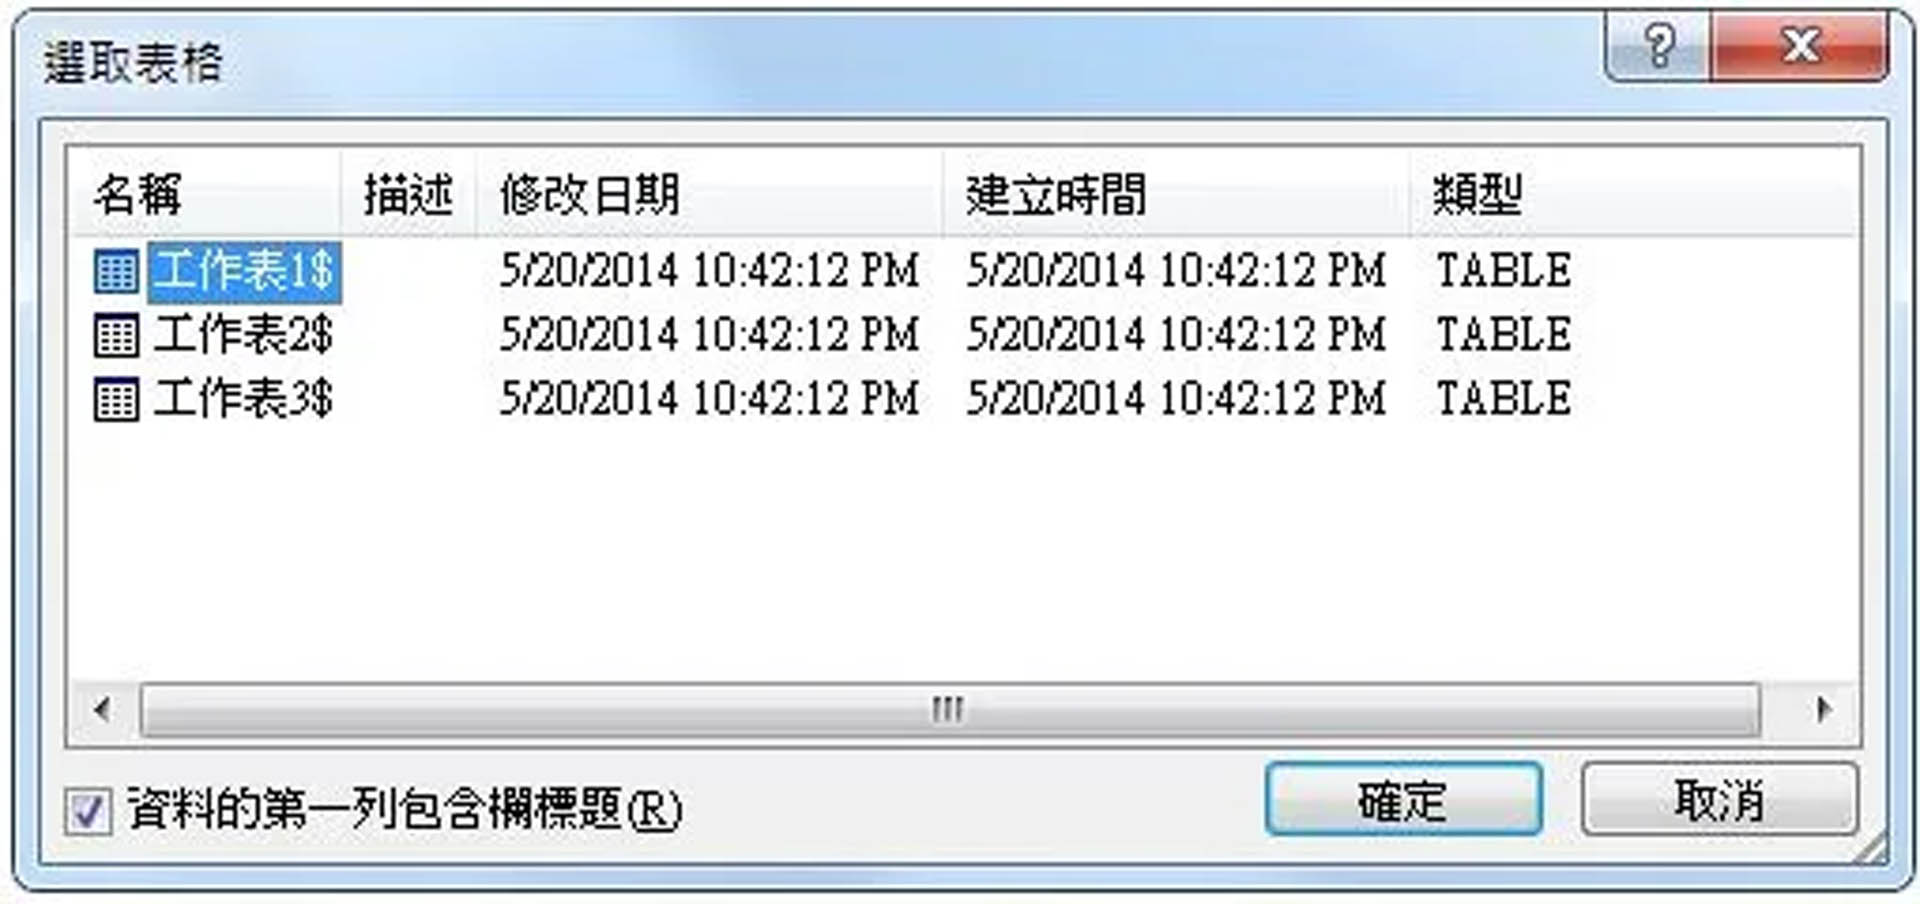 選取表格
名稱 描述 修改日期 建立時間 類型
工作表1$ 5/20/2014 10:42:12 PM 5/20/2014 10:42:12 PM TABLE
工作表2$ 5/20/2014 10:42:12 PM 5/20/2014 10:42:12 PM TABLE
工作表3$ 5/20/2014 10:42:12 PM 5/20/2014 10:42:12 PM TABLE
資料的第一列包含欄標題(R) 確定 取消